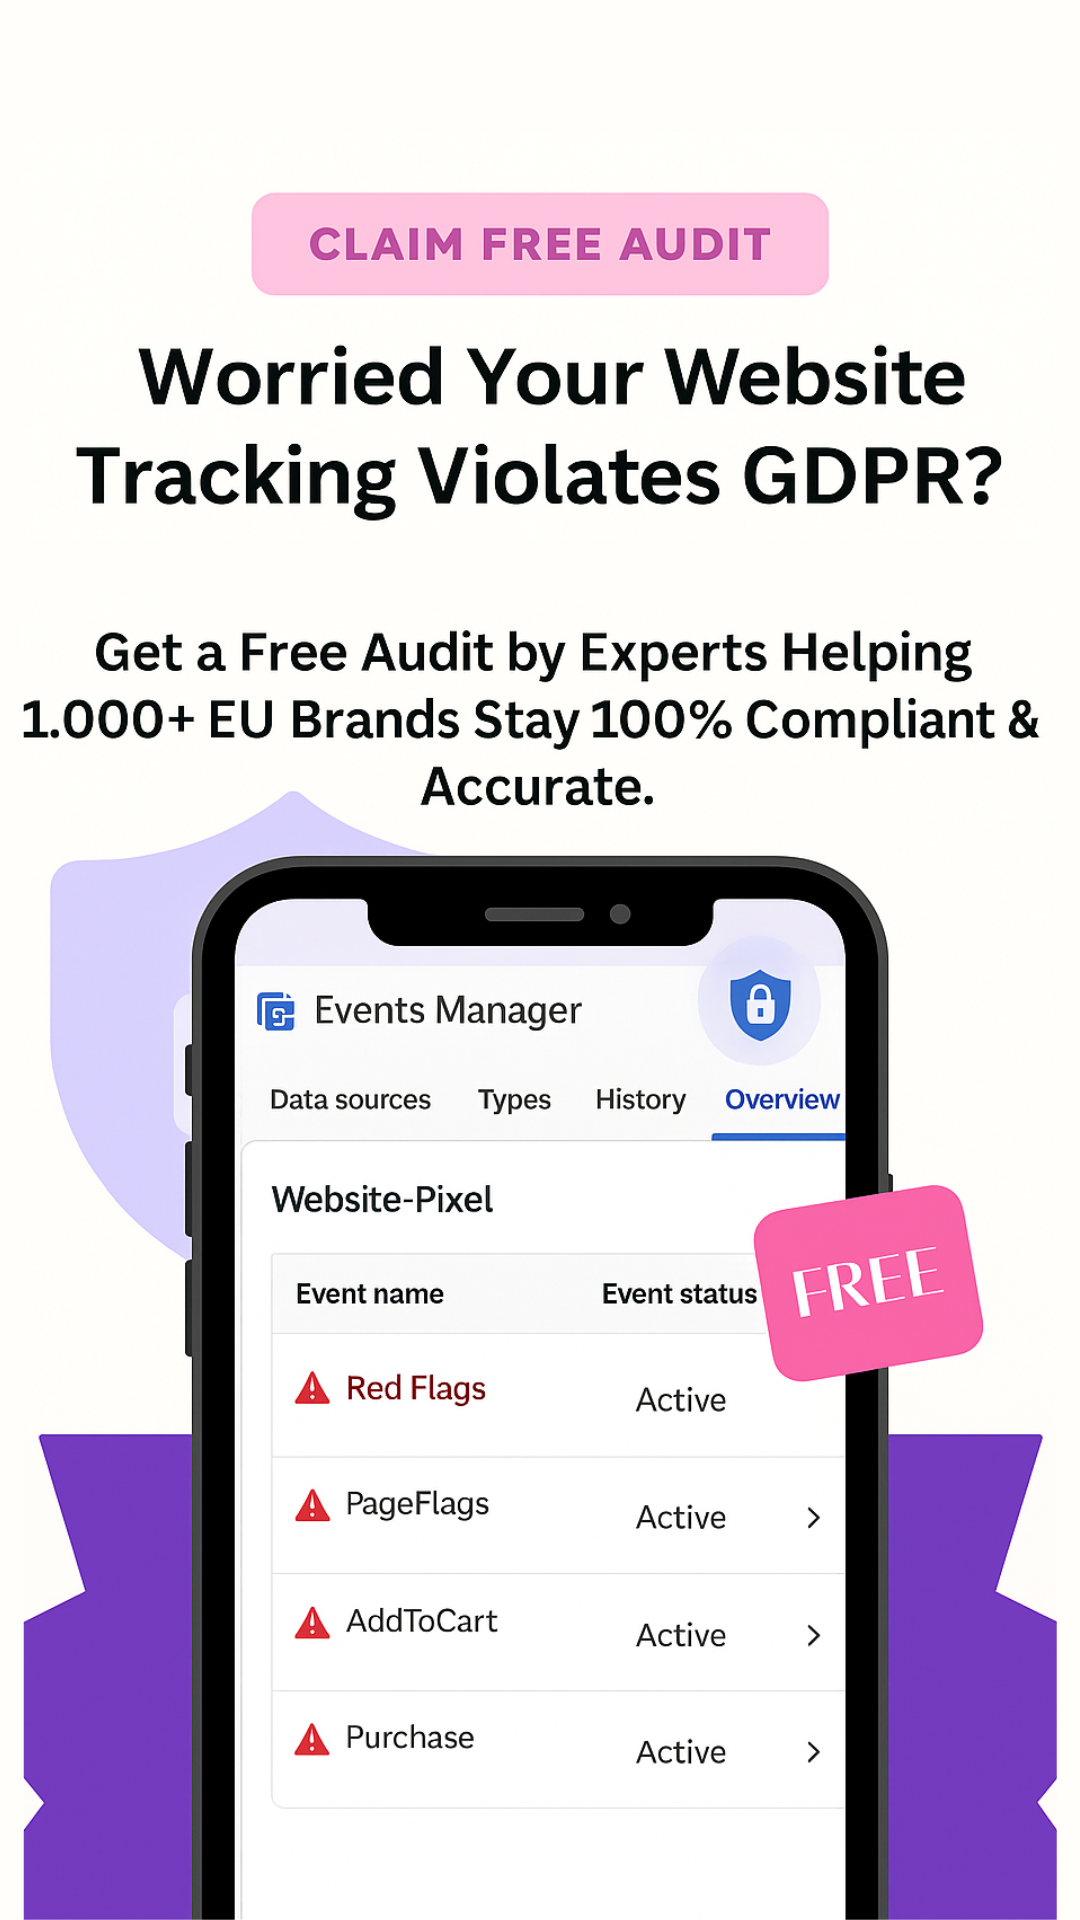 CLAIM FREE AUDIT
Worried Your Website
Tracking Violates GDPR?
Get a Free Audit by Experts Helping
1.000+ EU Brands Stay 100% Compliant &
Accurate.
Events Manager
Data sources Types History Overview
Website-Pixel
FREE
Event name Event status
Red Flags Active
PageFlags Active
AddToCart Active
Purchase Active